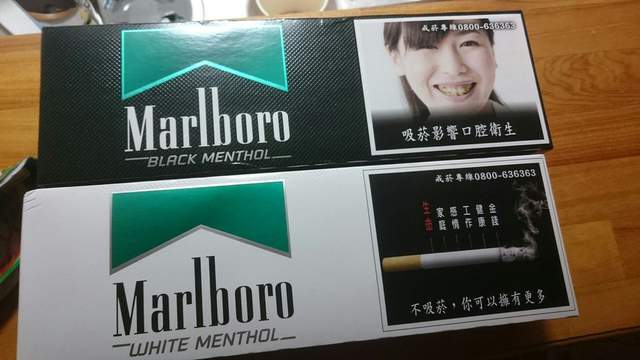 Marlboro
BLACK MENTHOL
戒菸專線0800-636363
吸菸影響口腔衛生
Marlboro
WHITE MENTHOL
戒菸專線0800-636363
金錢
健康
工作
感情
家庭
生命
不吸菸，你可以擁有更多